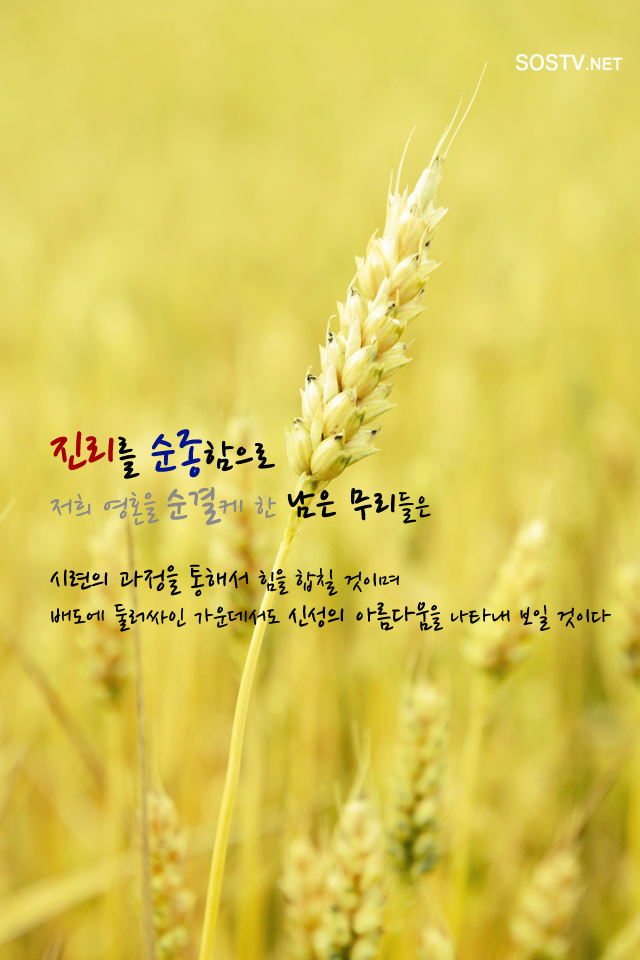 SOSTV.NET
진리를 순종함으로
저희 영혼을 순결케 한 남은 무리들은
시련의 과정을 통해서 힘을 합칠 것이며
배도에 둘러싸인 가운데서도 신성의 아름다움을 나타내 보일 것이다